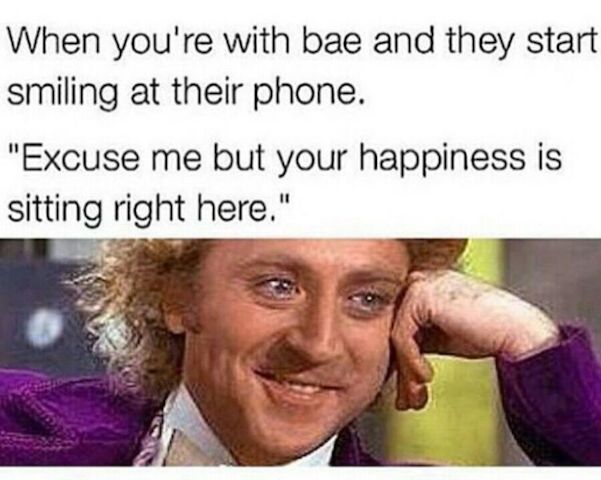 When you're with bae and they start
smiling at their phone.
"Excuse me but your happiness is
sitting right here."